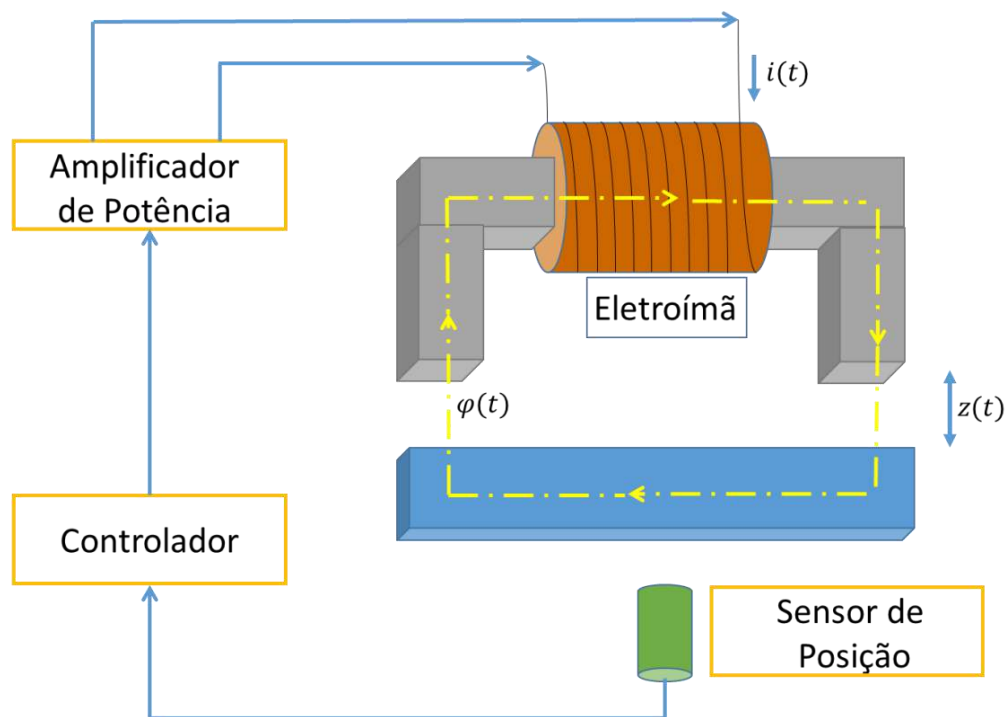 i(t)
Amplificador
de Potência
Eletroímã
φ(t)
z(t)
Controlador
Sensor de
Posição